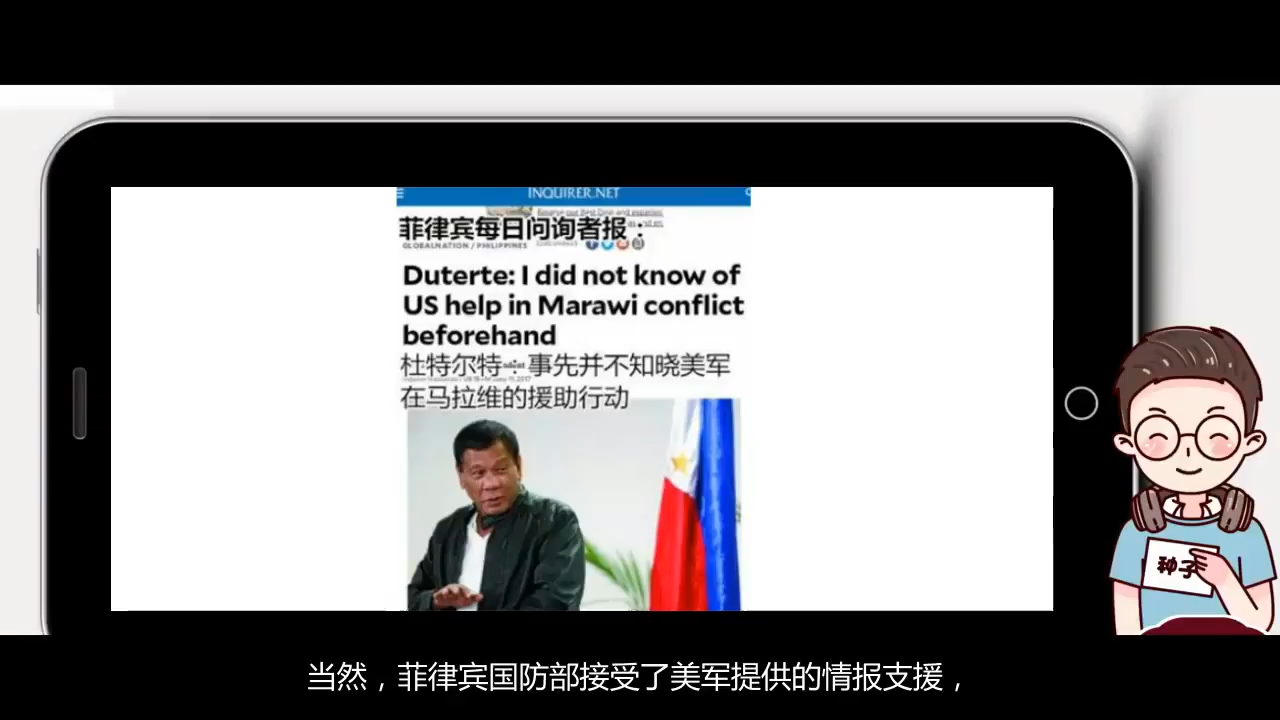 INQUIRER.NET
菲律宾每日问询者报：
GLOBALNATION / PHILIPPINES
Duterte: I did not know of
US help in Marawi conflict
beforehand
杜特尔特：事先并不知晓美军
在马拉维的援助行动
种子
当然，菲律宾国防部接受了美军提供的情报支援，